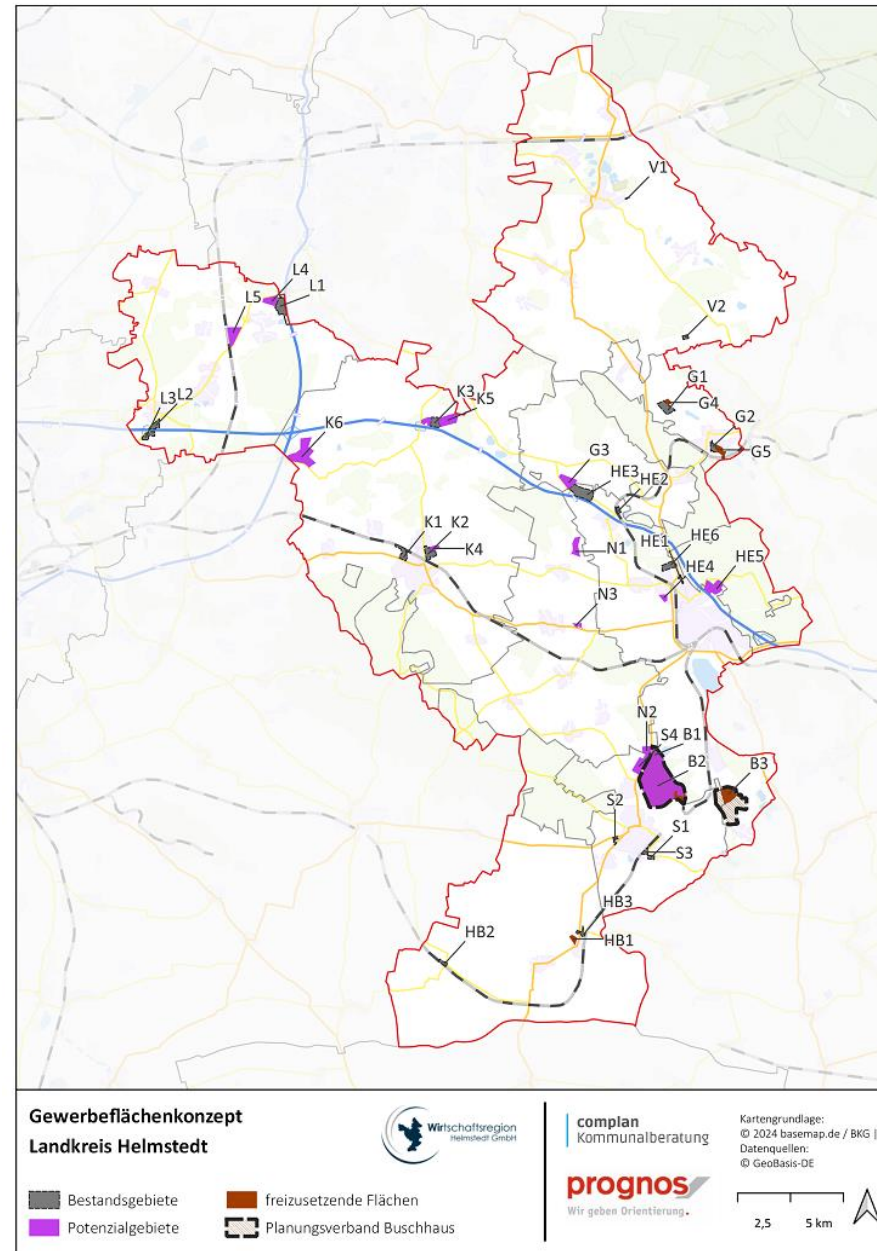 V1
L4
L1
L5
V2
G1
K3
L3
L2
K5
G4
G2
K6
G5
G3
HE3
HE2
K1
K2
HE1
HE6
K4
N1
HE4
HE5
N3
N2
S4
B1
B2
B3
S2
S1
S3
HB3
HB2
HB1
Gewerbeflächenkonzept
Landkreis Helmstedt
Wirtschaftsregion
Helmstedt GmbH
complan
Kommunalberatung
prognos
Wir geben Orientierung.
Kartengrundlage:
© 2024 basemap.de / BKG |
Datenquellen:
© GeoBasis-DE
Bestandsgebiete
freizusetzende Flächen
Potenzialgebiete
Planungsverband Buschhaus
2,5 5 km